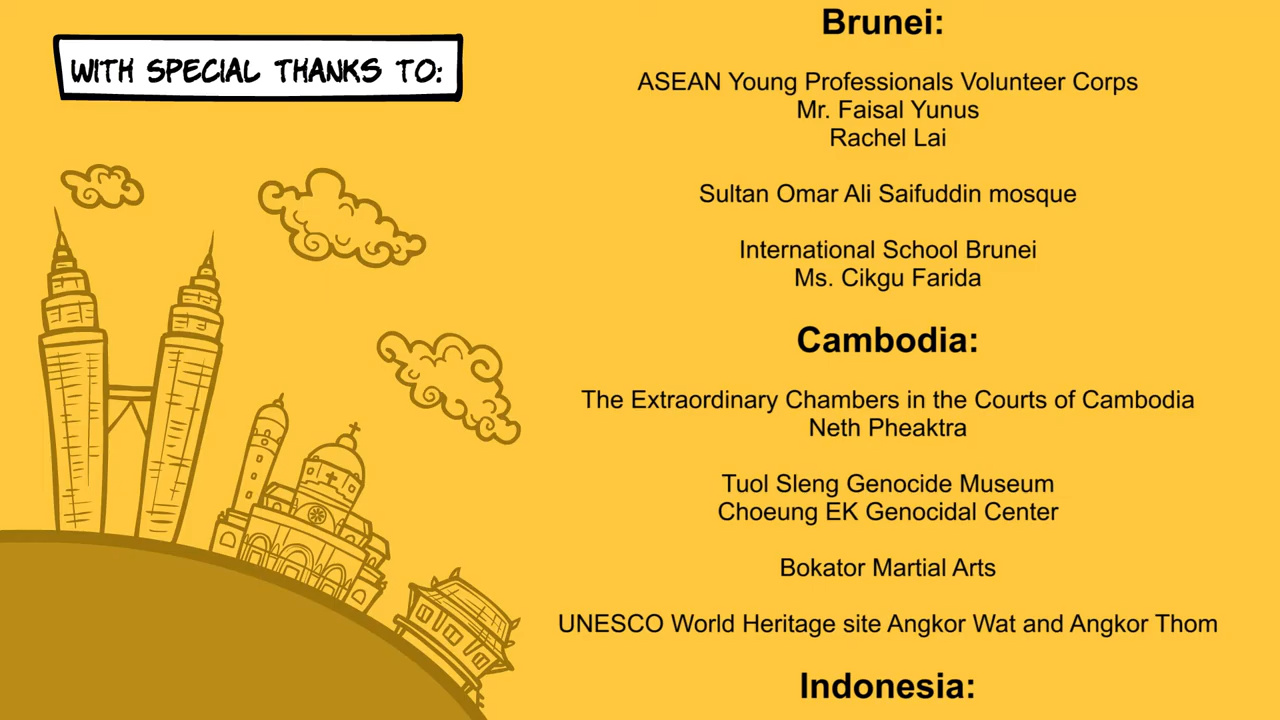 WITH SPECIAL THANKS TO:
Brunei:
ASEAN Young Professionals Volunteer Corps
Mr. Faisal Yunus
Rachel Lai
Sultan Omar Ali Saifuddin mosque
International School Brunei
Ms. Cikgu Farida
Cambodia:
The Extraordinary Chambers in the Courts of Cambodia
Neth Pheaktra
Tuol Sleng Genocide Museum
Choeung EK Genocidal Center
Bokator Martial Arts
UNESCO World Heritage site Angkor Wat and Angkor Thom
Indonesia: